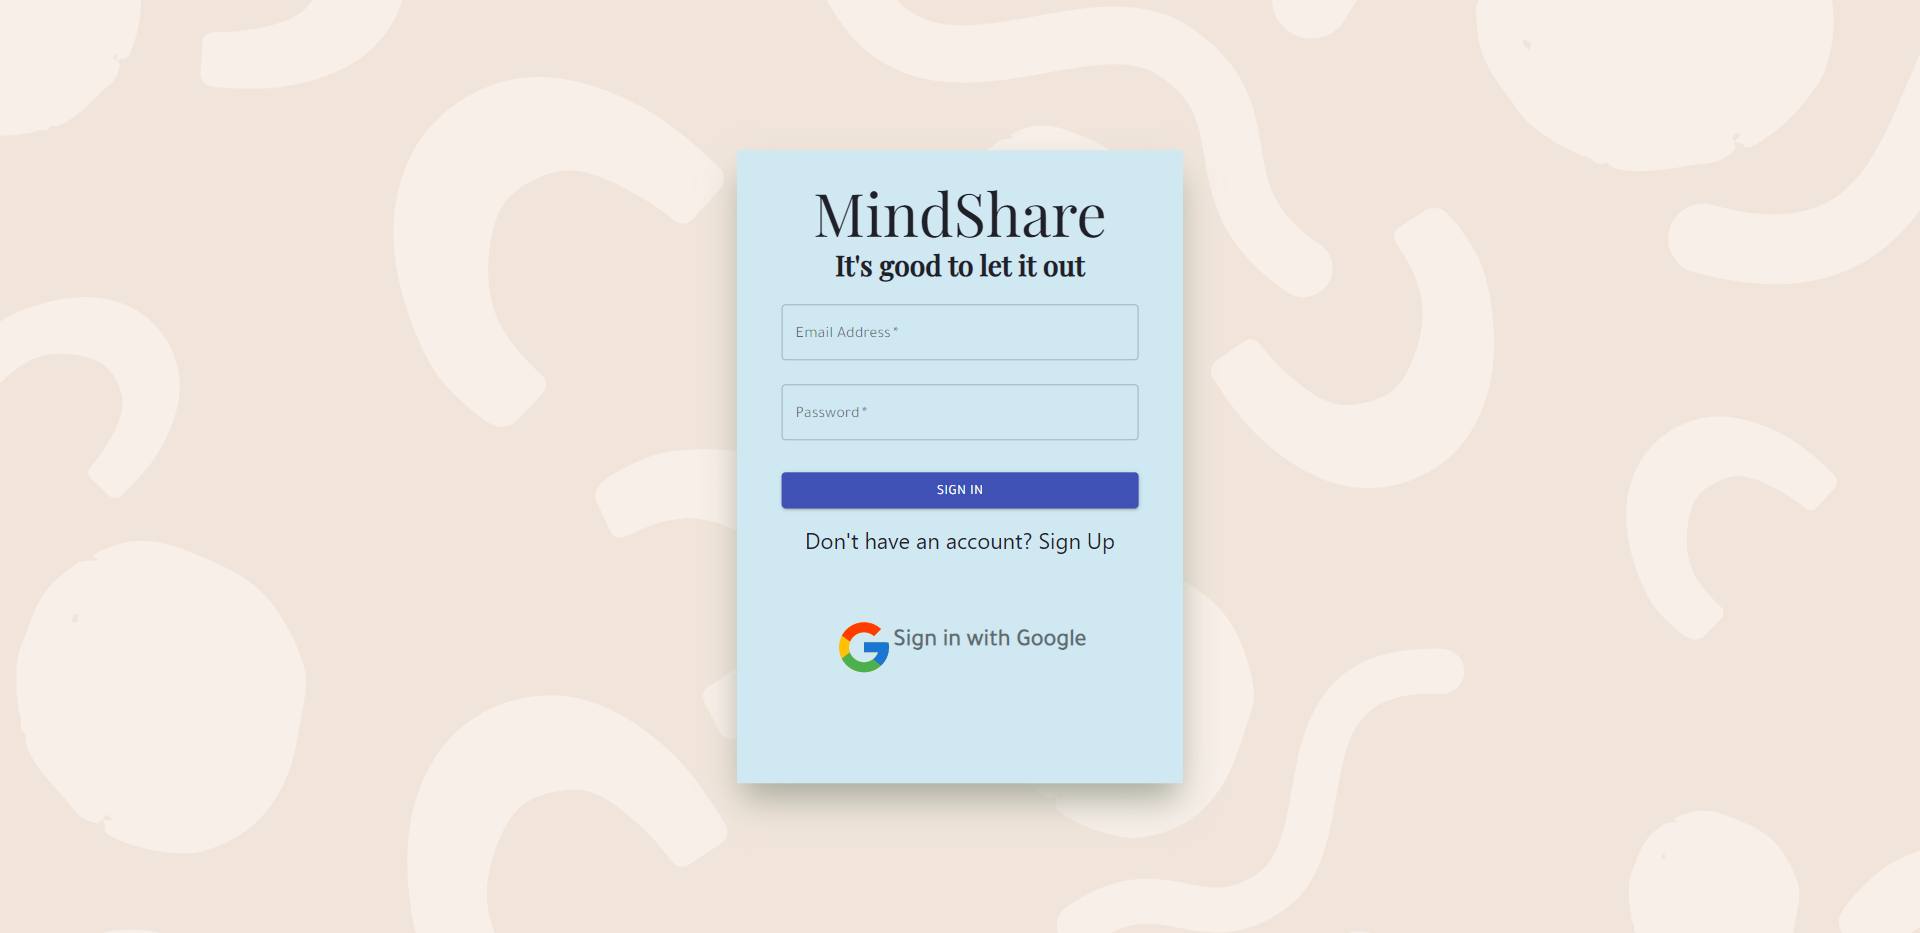 MindShare
It's good to let it out
Email Address *
Password *
SIGN IN
Don't have an account? Sign Up
Sign in with Google